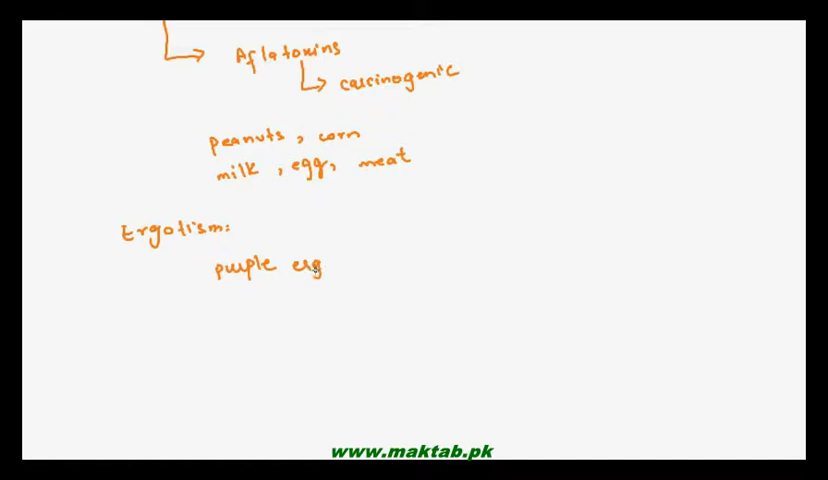 Aflatoxins
carcinogenic
peanuts, corn
milk, egg, meat
Ergotism:
purple erg
www.maktab.pk